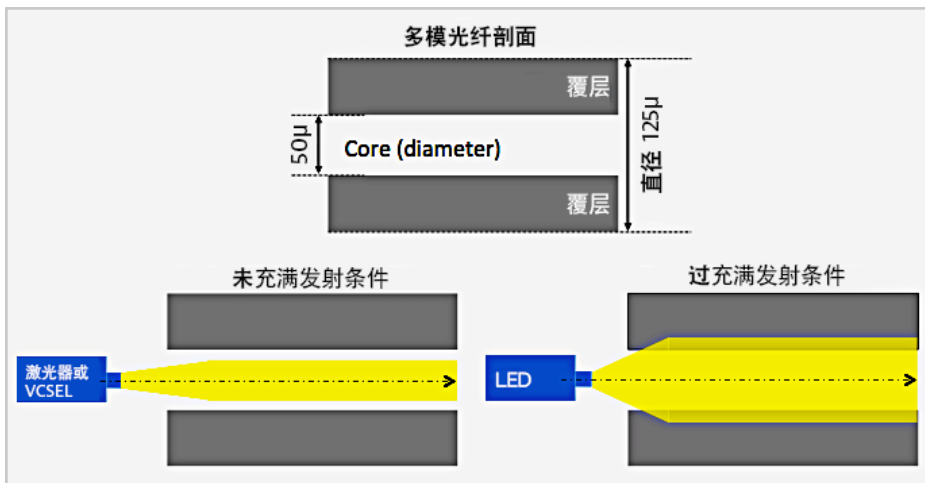 多模光纤剖面
覆层
50μ
Core (diameter)
直径 125μ
覆层
未充满发射条件
过充满发射条件
激光器或
VCSEL
LED